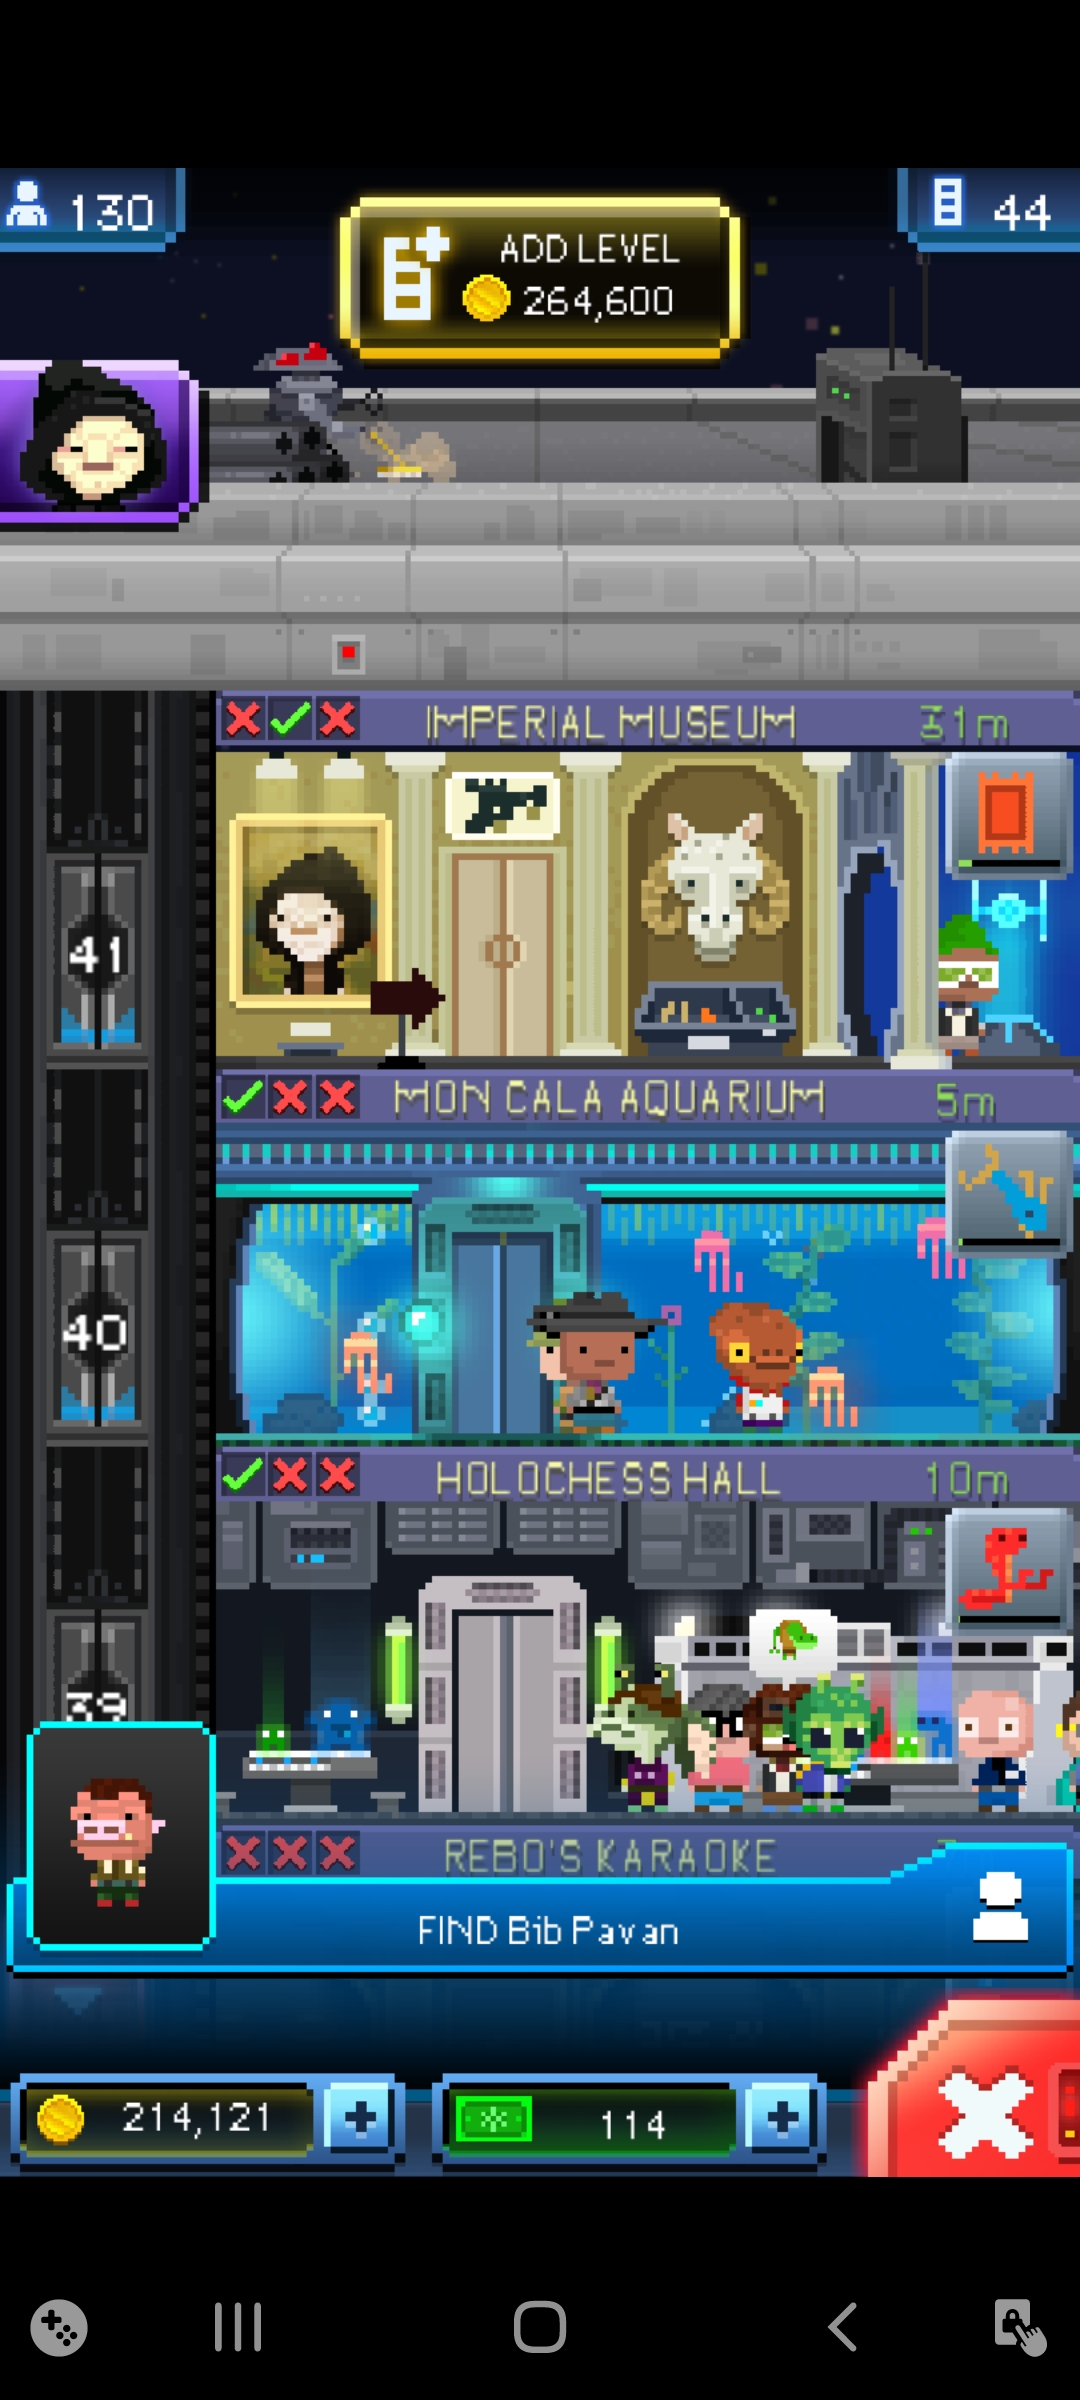 130
ADD LEVEL
264,600
44
IMPERIAL MUSEUM 31m
41
MON CALA AQUARIUM 5m
40
HOLOCHESS HALL 10m
39
REBO'S KARAOKE
FIND Bib Pavan
214,121
114